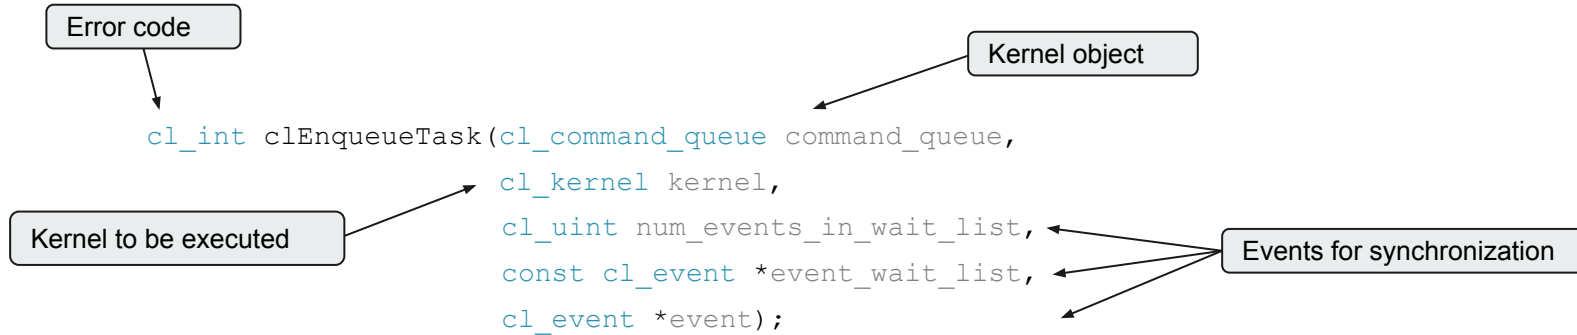 Error code
Kernel object
cl_int clEnqueueTask(cl_command_queue command_queue,
cl_kernel kernel,
Kernel to be executed
cl_uint num_events_in_wait_list,
Events for synchronization
const cl_event *event_wait_list,
cl_event *event);